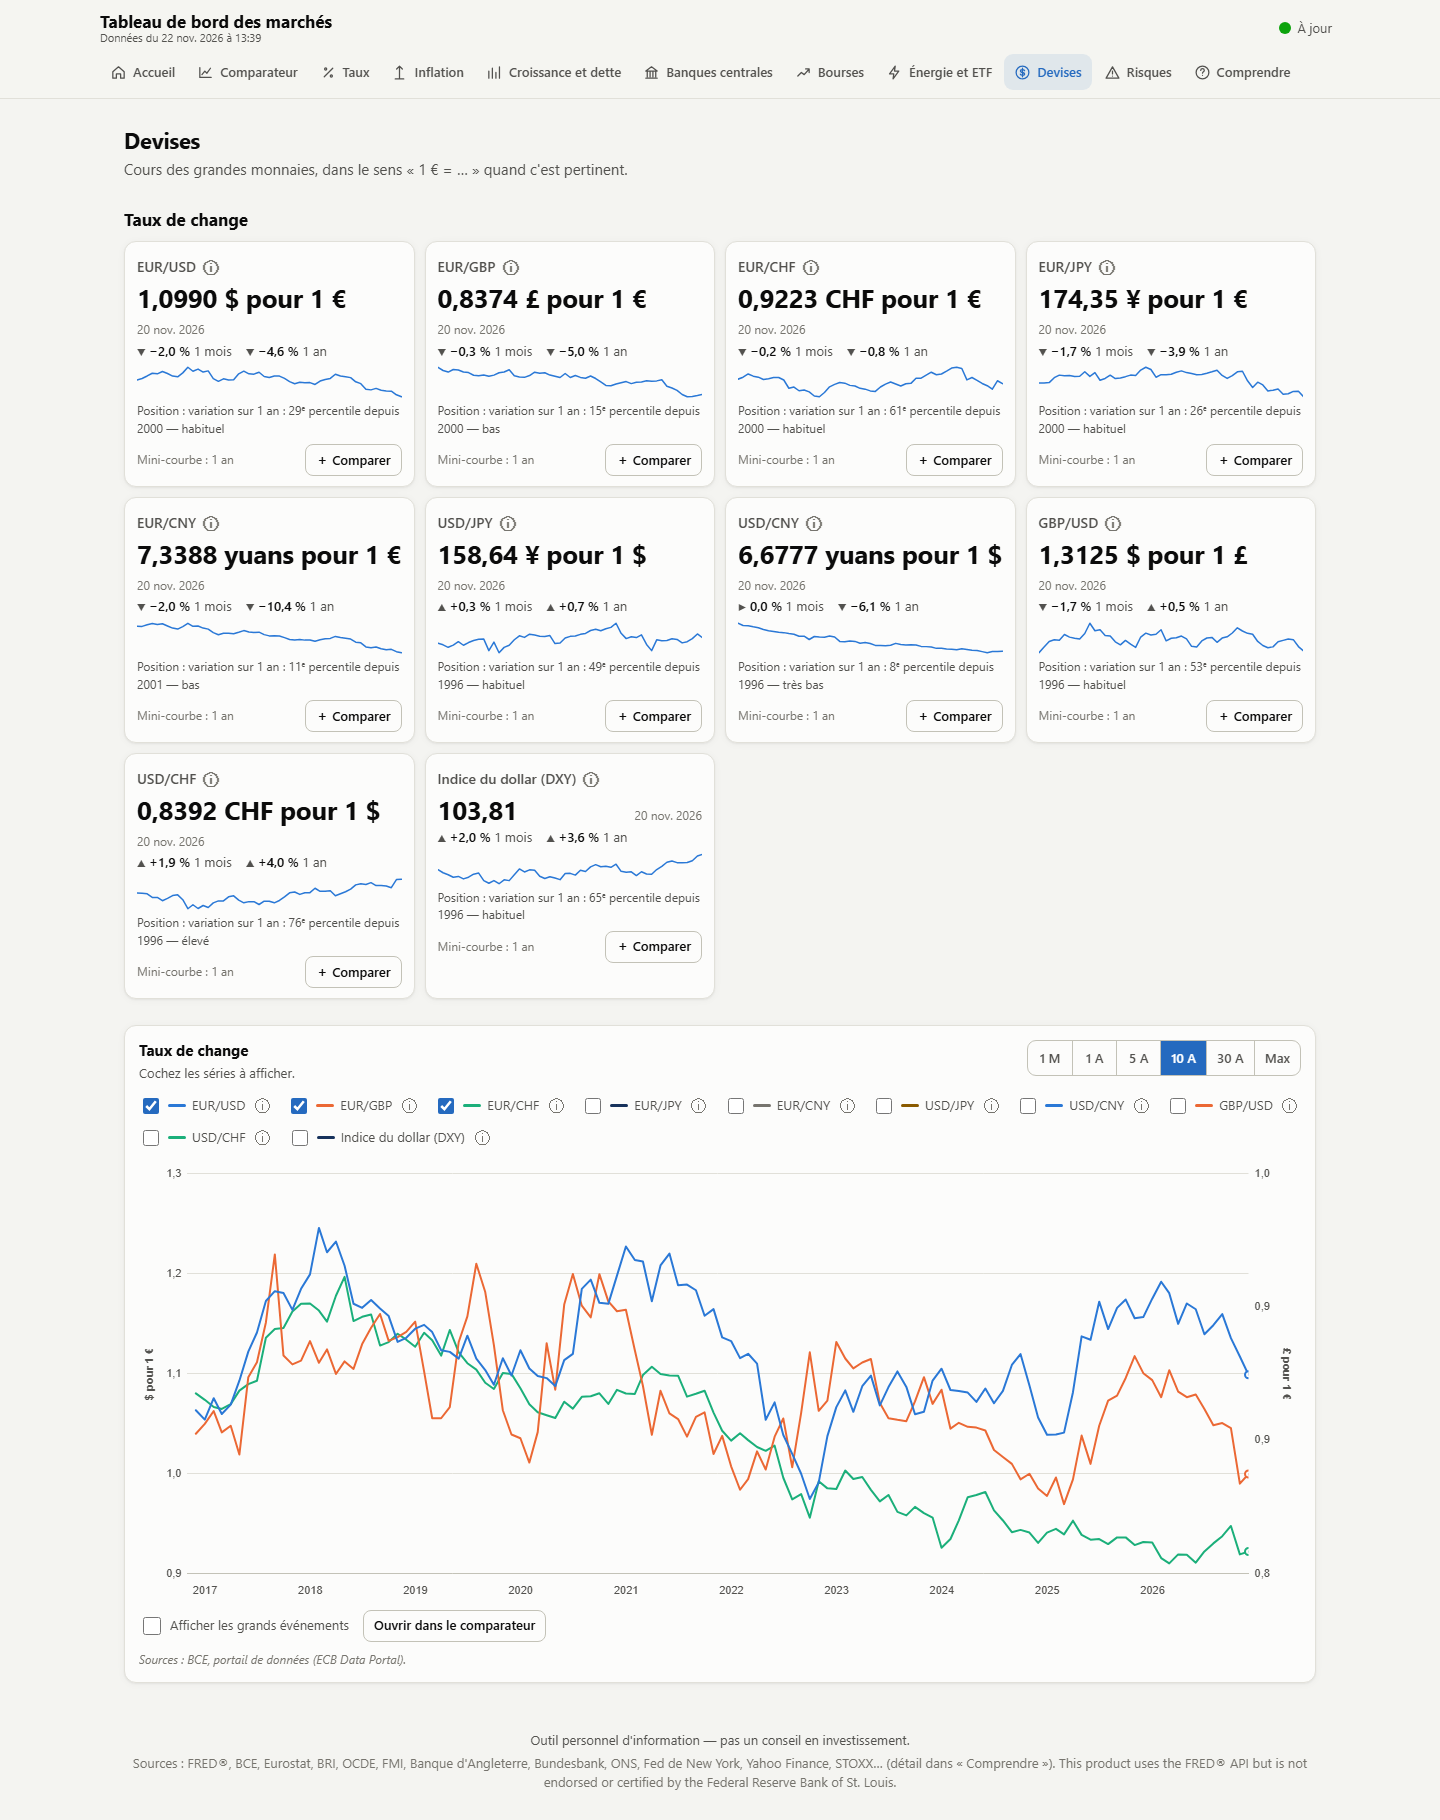 Tableau de bord des marchés
Données du 22 nov. 2026 à 13:39
À jour
Accueil
Comparateur
Taux
Inflation
Croissance et dette
Banques centrales
Bourses
Énergie et ETF
Devises
Risques
Comprendre
Devises
Cours des grandes monnaies, dans le sens « 1 € = … » quand c'est pertinent.
Taux de change
EUR/USD
1,0990 $ pour 1 €
20 nov. 2026
▼ −2,0 % 1 mois ▼ −4,6 % 1 an
Position : variation sur 1 an : 29ᵉ percentile depuis
2000 — habituel
Mini-courbe : 1 an
+ Comparer
EUR/GBP
0,8374 £ pour 1 €
20 nov. 2026
▼ −0,3 % 1 mois ▼ −5,0 % 1 an
Position : variation sur 1 an : 15ᵉ percentile depuis
2000 — bas
Mini-courbe : 1 an
+ Comparer
EUR/CHF
0,9223 CHF pour 1 €
20 nov. 2026
▼ −0,2 % 1 mois ▼ −0,8 % 1 an
Position : variation sur 1 an : 61ᵉ percentile depuis
2000 — habituel
Mini-courbe : 1 an
+ Comparer
EUR/JPY
174,35 ¥ pour 1 €
20 nov. 2026
▼ −1,7 % 1 mois ▼ −3,9 % 1 an
Position : variation sur 1 an : 26ᵉ percentile depuis
2000 — habituel
Mini-courbe : 1 an
+ Comparer
EUR/CNY
7,3388 yuans pour 1 €
20 nov. 2026
▼ −2,0 % 1 mois ▼ −10,4 % 1 an
Position : variation sur 1 an : 11ᵉ percentile depuis
2001 — bas
Mini-courbe : 1 an
+ Comparer
USD/JPY
158,64 ¥ pour 1 $
20 nov. 2026
▲ +0,3 % 1 mois ▲ +0,7 % 1 an
Position : variation sur 1 an : 49ᵉ percentile depuis
1996 — habituel
Mini-courbe : 1 an
+ Comparer
USD/CNY
6,6777 yuans pour 1 $
20 nov. 2026
▶ 0,0 % 1 mois ▼ −6,1 % 1 an
Position : variation sur 1 an : 8ᵉ percentile depuis
1996 — très bas
Mini-courbe : 1 an
+ Comparer
GBP/USD
1,3125 $ pour 1 £
20 nov. 2026
▼ −1,7 % 1 mois ▲ +0,5 % 1 an
Position : variation sur 1 an : 53ᵉ percentile depuis
1996 — habituel
Mini-courbe : 1 an
+ Comparer
USD/CHF
0,8392 CHF pour 1 $
20 nov. 2026
▲ +1,9 % 1 mois ▲ +4,0 % 1 an
Position : variation sur 1 an : 76ᵉ percentile depuis
1996 — élevé
Mini-courbe : 1 an
+ Comparer
Indice du dollar (DXY)
103,81
20 nov. 2026
▲ +2,0 % 1 mois ▲ +3,6 % 1 an
Position : variation sur 1 an : 65ᵉ percentile depuis
1996 — habituel
Mini-courbe : 1 an
+ Comparer
Taux de change
Cochez les séries à afficher.
1 M 1 A 5 A 10 A 30 A Max
EUR/USD EUR/GBP EUR/CHF EUR/JPY EUR/CNY USD/JPY USD/CNY GBP/USD
USD/CHF Indice du dollar (DXY)
1,3
1,2
1,1
1,0
0,9
$ pour 1 €
1,0
0,9
0,9
0,8
£ pour 1 €
2017 2018 2019 2020 2021 2022 2023 2024 2025 2026
Afficher les grands événements
Ouvrir dans le comparateur
Sources : BCE, portail de données (ECB Data Portal).
Outil personnel d'information — pas un conseil en investissement.
Sources : FRED®, BCE, Eurostat, BRI, OCDE, FMI, Banque d'Angleterre, Bundesbank, ONS, Fed de New York, Yahoo Finance, STOXX… (détail dans « Comprendre »). This product uses the FRED® API but is not
endorsed or certified by the Federal Reserve Bank of St. Louis.